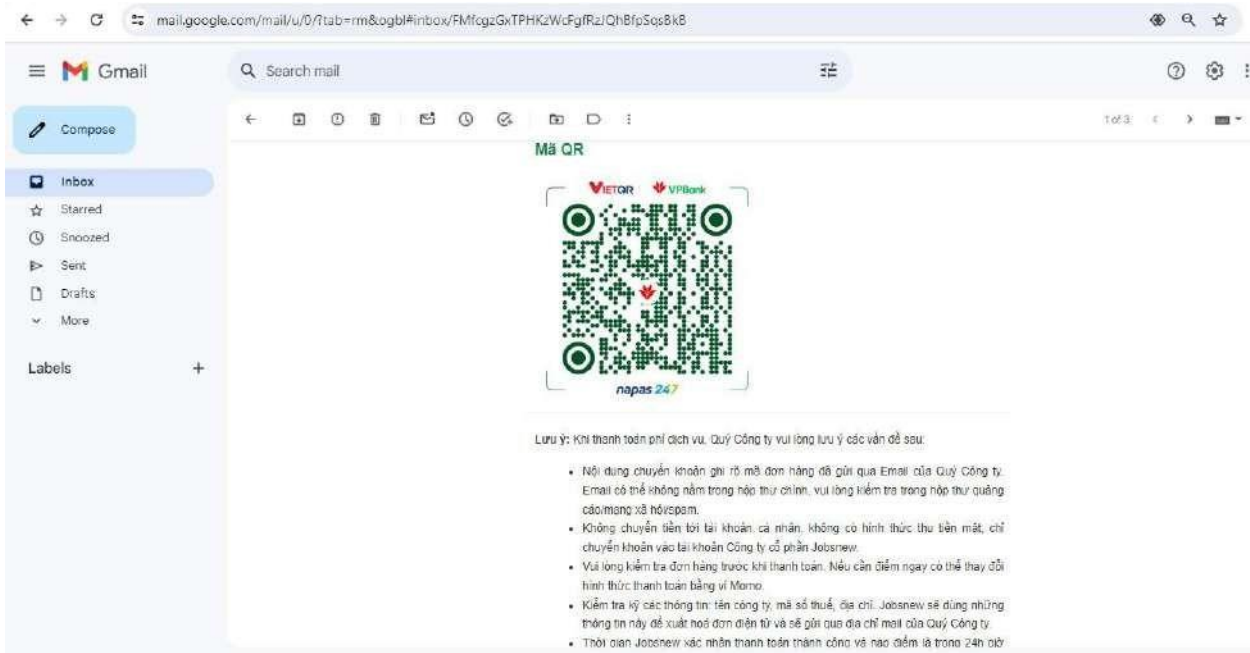 mail.google.com/mail/u/0/?tab=rm&ogbl#inbox/FMfcgzGxTPHKzWcFgfRzJQhBfpSqsBkB
Gmail
Search mail
Compose
1 of 3
Inbox
Starred
Snoozed
Sent
Drafts
More
Labels
Mã QR
VIETQR VPBank
napas 247
Lưu ý: Khi thanh toán phí dịch vụ, Quý Công ty vui lòng lưu ý các vấn đề sau:
Nội dung chuyển khoản ghi rõ mã đơn hàng đã gửi qua Email của Quý Công ty.
Email có thể không nằm trong hộp thư chính, vui lòng kiểm tra trong hộp thư quảng
cáo/mạng xã hội/spam.
Không chuyển tiền tới tài khoản cá nhân, không có hình thức thu tiền mặt, chỉ
chuyển khoản vào tài khoản Công ty cổ phần Jobsnew.
Vui lòng kiểm tra đơn hàng trước khi thanh toán. Nếu cần điểm ngay có thể thay đổi
hình thức thanh toán bằng ví Momo.
Kiểm tra kỹ các thông tin: tên công ty, mã số thuế, địa chỉ. Jobsnew sẽ dùng những
thông tin này để xuất hoá đơn điện tử và sẽ gửi qua địa chỉ mail của Quý Công ty.
Thời gian Jobsnew xác nhận thanh toán thành công và nạp điểm là trong 24h giờ